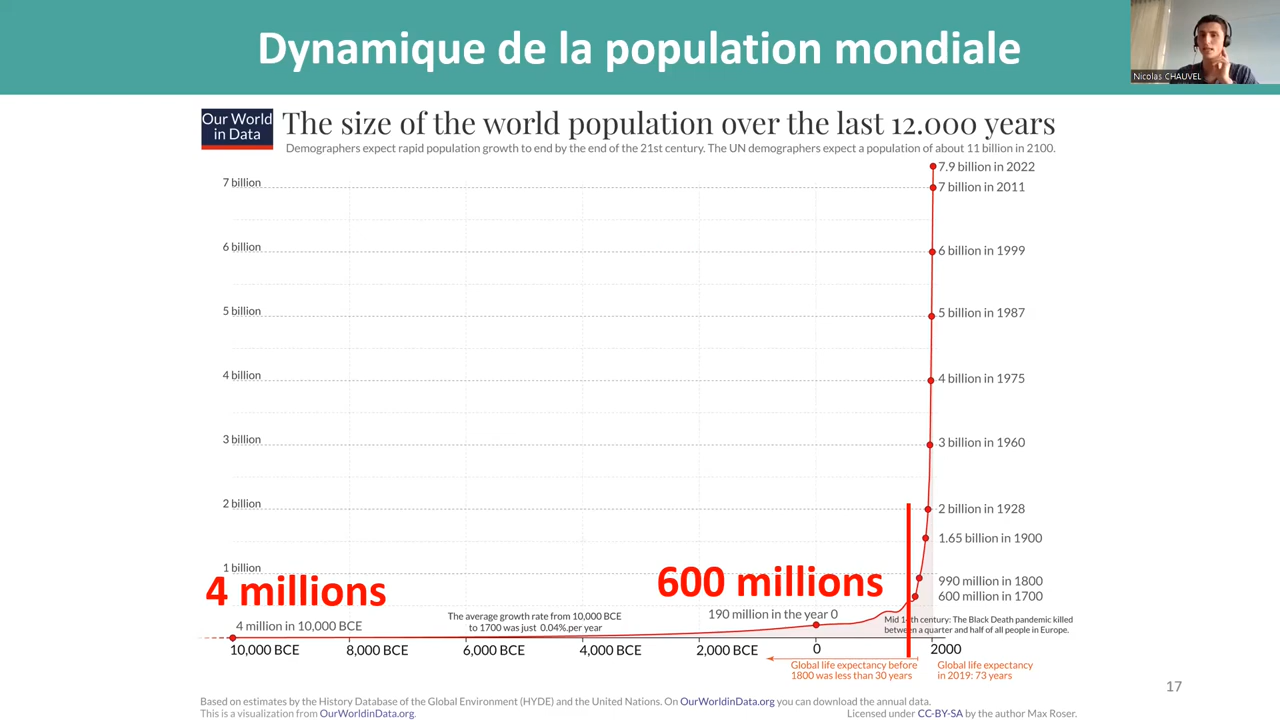 Dynamique de la population mondiale
Nicolas CHAUVEL
Our World
in Data
The size of the world population over the last 12.000 years
Demographers expect rapid population growth to end by the end of the 21st century. The UN demographers expect a population of about 11 billion in 2100.
7.9 billion in 2022
7 billion
7 billion in 2011
6 billion
6 billion in 1999
5 billion
5 billion in 1987
4 billion
4 billion in 1975
3 billion
3 billion in 1960
2 billion
2 billion in 1928
1.65 billion in 1900
1 billion
990 million in 1800
600 million in 1700
4 millions
600 millions
4 million in 10,000 BCE
The average growth rate from 10,000 BCE
to 1700 was just 0.04% per year
190 million in the year 0
Mid century: The Black Death pandemic killed
between a quarter and half of all people in Europe.
10,000 BCE
8,000 BCE
6,000 BCE
4,000 BCE
2,000 BCE
0
2000
Global life expectancy before
1800 was less than 30 years
Global life expectancy
in 2019: 73 years
17
Based on estimates by the History Database of the Global Environment (HYDE) and the United Nations. On OurWorldinData.org you can download the annual data.
This is a visualization from OurWorldinData.org.
Licensed under CC-BY-SA by the author Max Roser.